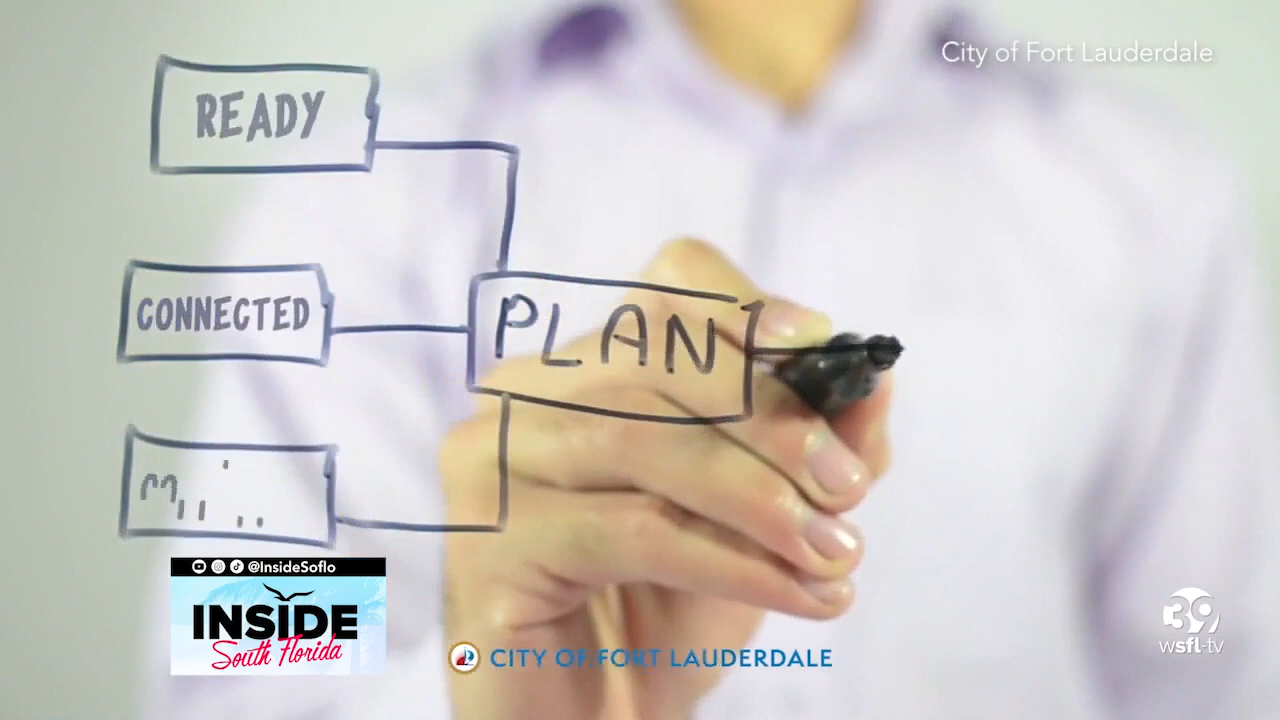 City of Fort Lauderdale
READY
CONNECTED
PLAN
@InsideSoflo
INSIDE
South Florida
CITY OF FORT LAUDERDALE
39
wsfl-tv